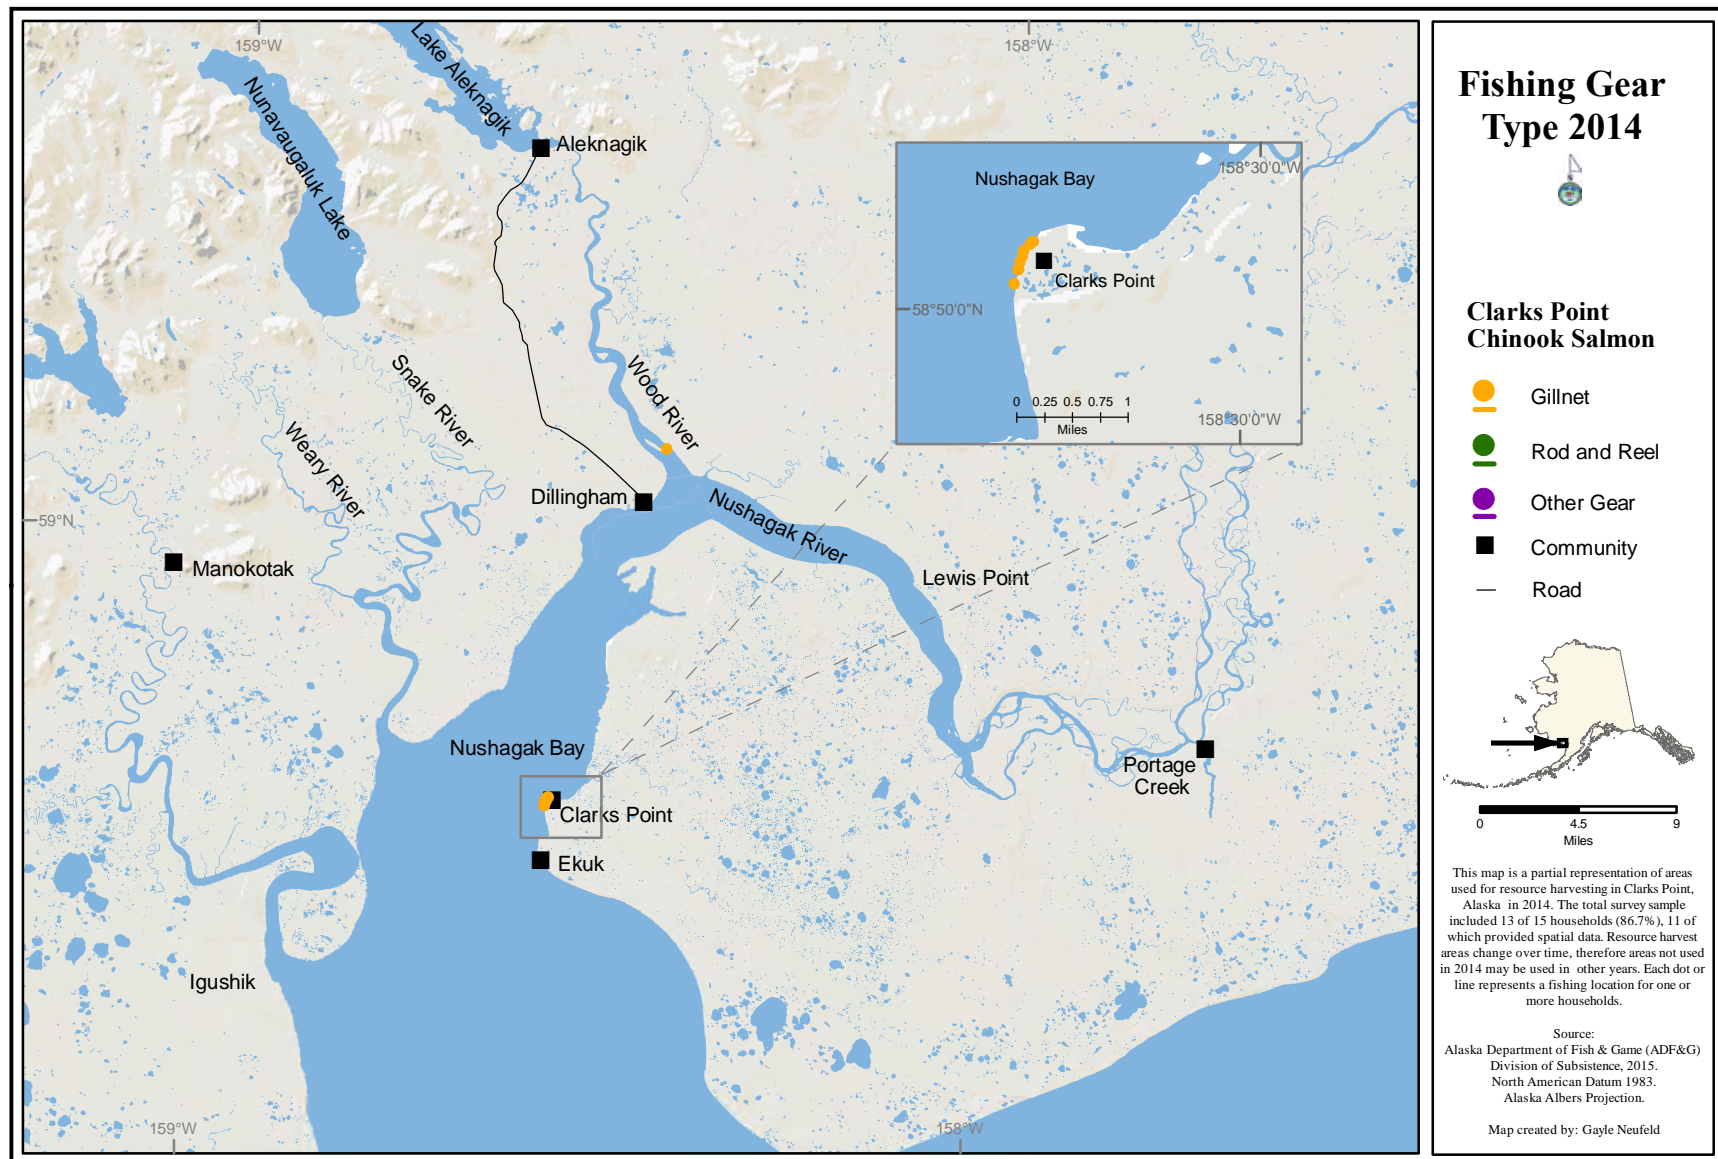 159°W
158°W
Lake Aleknagik
Nunavaugaluk Lake
Aleknagik
Nushagak Bay
158°30'0"W
Clarks Point
58°50'0"N
0 0.25 0.5 0.75 1
Miles
158°30'0"W
Snake River
Wood River
Weary River
Dillingham
Nushagak River
59°N
Manokotak
Lewis Point
Nushagak Bay
Portage
Creek
Clarks Point
Ekuk
Igushik
159°W
158°W
Fishing Gear
Type 2014
Clarks Point
Chinook Salmon
Gillnet
Rod and Reel
Other Gear
Community
Road
0 4.5 9
Miles
This map is a partial representation of areas
used for resource harvesting in Clarks Point,
Alaska in 2014. The total survey sample
included 13 of 15 households (86.7%), 11 of
which provided spatial data. Resource harvest
areas change over time, therefore areas not used
in 2014 may be used in other years. Each dot or
line represents a fishing location for one or
more households.
Source:
Alaska Department of Fish & Game (ADF&G)
Division of Subsistence, 2015.
North American Datum 1983.
Alaska Albers Projection.
Map created by: Gayle Neufeld